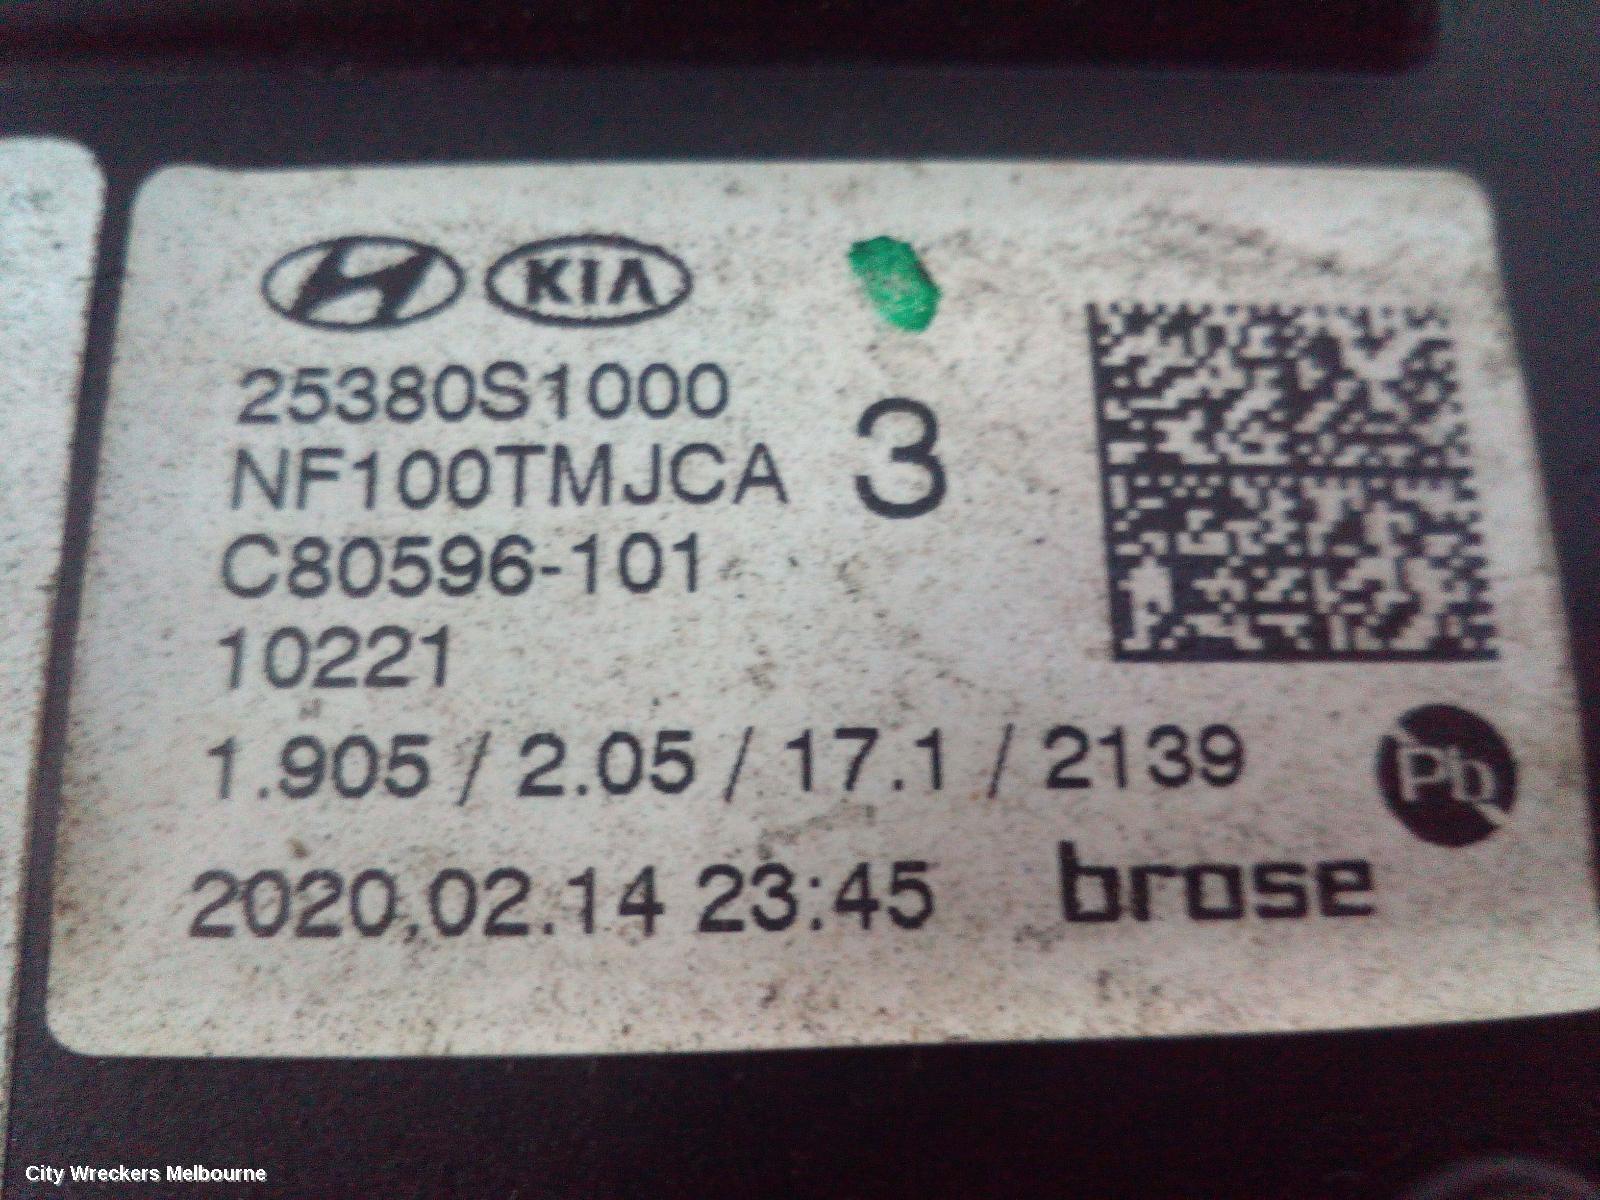 KIA
25380S1000
NF100TMJCA 3
C80596-101
10221
1.905 / 2.05 / 17.1 / 2139
Pb
2020.02.14 23:45 brose
City Wreckers Melbourne